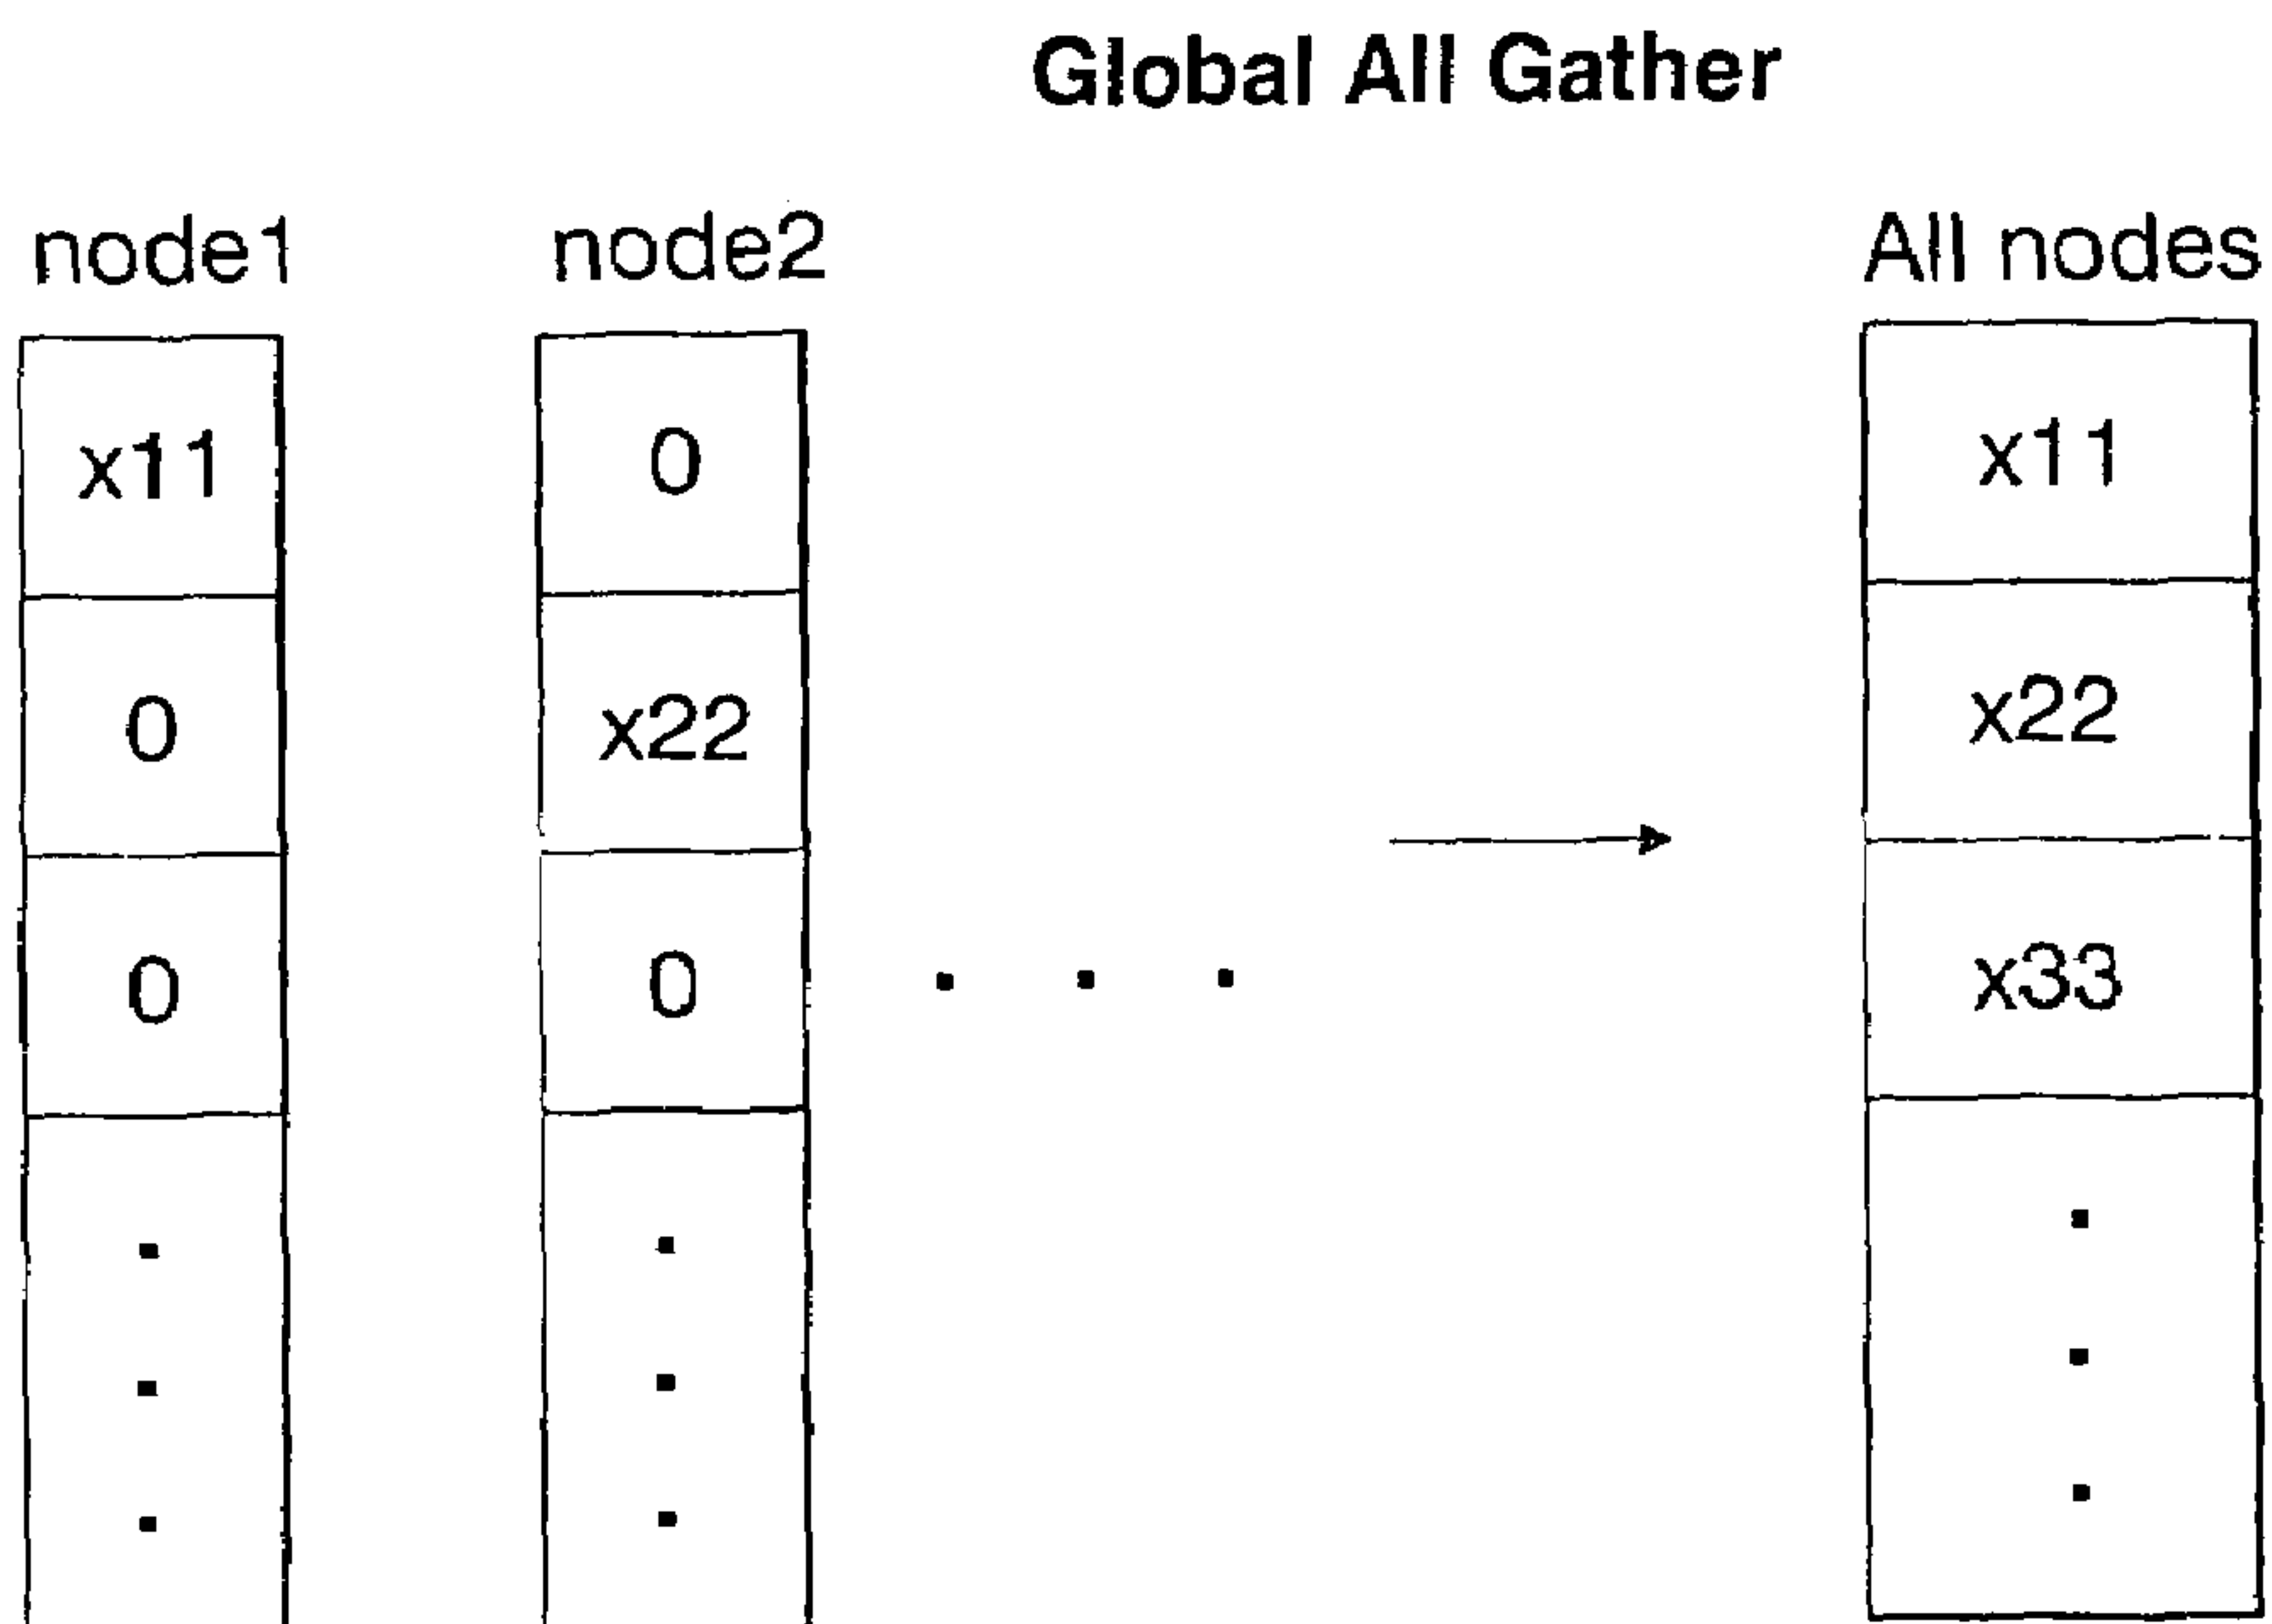 Global All Gather
node1 node2 All nodes
x11 0 x11
0 x22 x22
0 0 x33